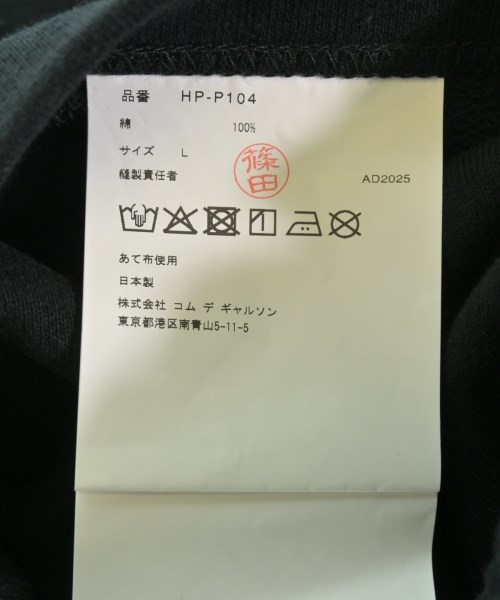 品番 HP-P104
綿 100%
サイズ L
縫製責任者 篠田 AD2025
あて布使用
日本製
株式会社 コム デ ギャルソン
東京都港区南青山5-11-5